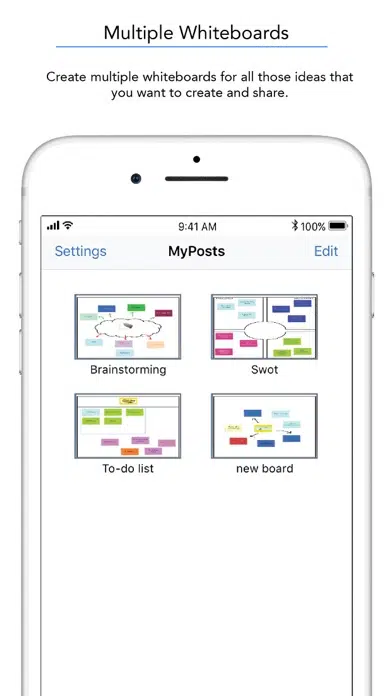 Multiple Whiteboards
Create multiple whiteboards for all those ideas that
you want to create and share.
9:41 AM
100%
Settings
MyPosts
Edit
Brainstorming
Swot
To-do list
new board